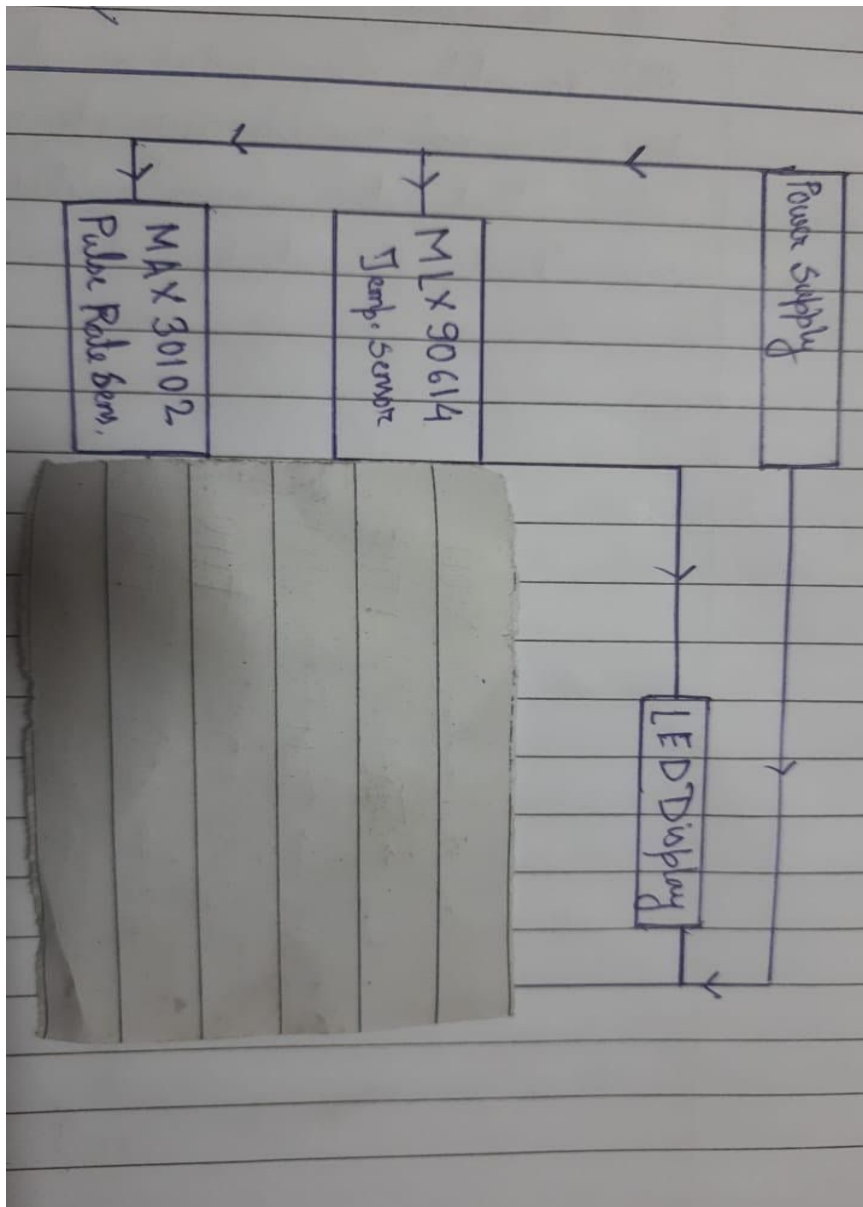 Power Supply
MLX 90614
Temp. Sensor
MAX 30102
Pulse Rate Sens.
LED Display